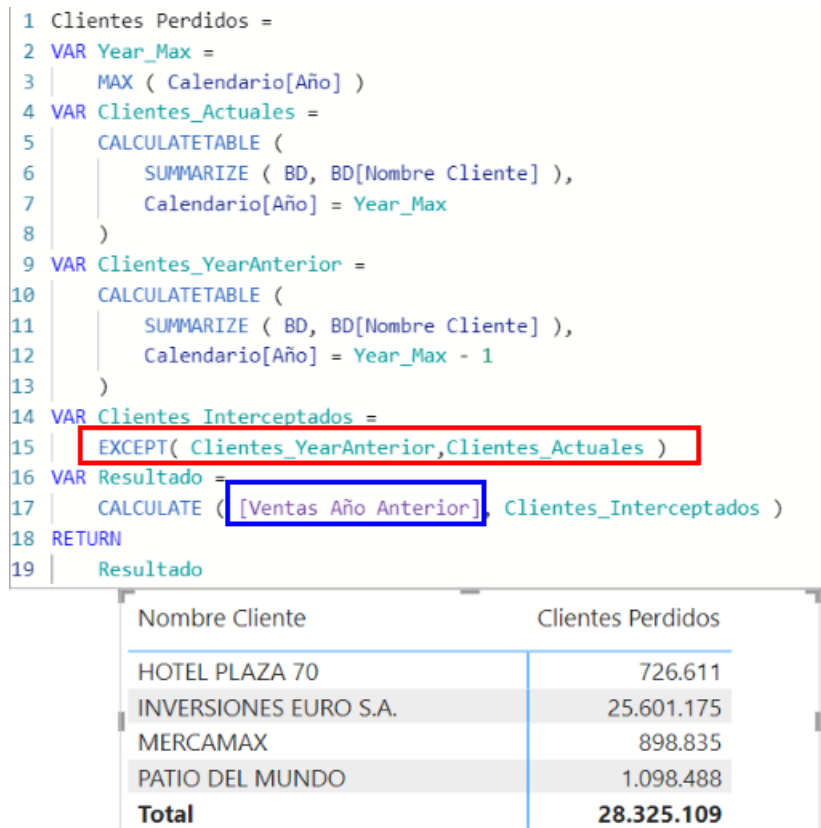 1 Clientes Perdidos =
2 VAR Year_Max =
3 MAX ( Calendario[Año] )
4 VAR Clientes_Actuales =
5 CALCULATETABLE (
6 SUMMARIZE ( BD, BD[Nombre Cliente] ),
7 Calendario[Año] = Year_Max
8 )
9 VAR Clientes_YearAnterior =
10 CALCULATETABLE (
11 SUMMARIZE ( BD, BD[Nombre Cliente] ),
12 Calendario[Año] = Year_Max - 1
13 )
14 VAR Clientes_Interceptados =
15 EXCEPT( Clientes_YearAnterior,Clientes_Actuales )
16 VAR Resultado =
17 CALCULATE ( [Ventas Año Anterior], Clientes_Interceptados )
18 RETURN
19 Resultado
Nombre Cliente Clientes Perdidos
HOTEL PLAZA 70 726.611
INVERSIONES EURO S.A. 25.601.175
MERCAMAX 898.835
PATIO DEL MUNDO 1.098.488
Total 28.325.109